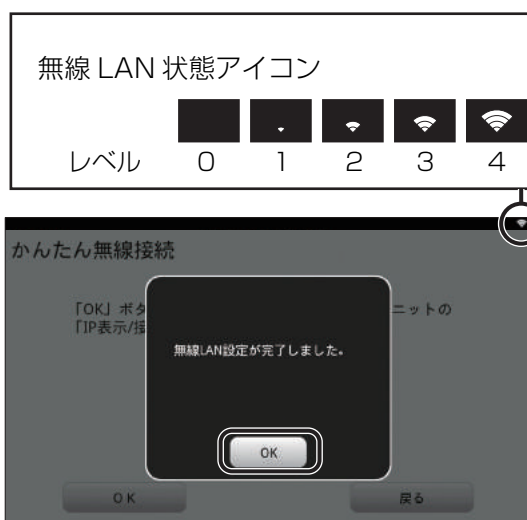 無線 LAN 状態アイコン
レベル 0 1 2 3 4
かんたん無線接続
「OK」ボタ
ニットの
「IP表示/接
無線LAN設定が完了しました。
OK
OK
戻る